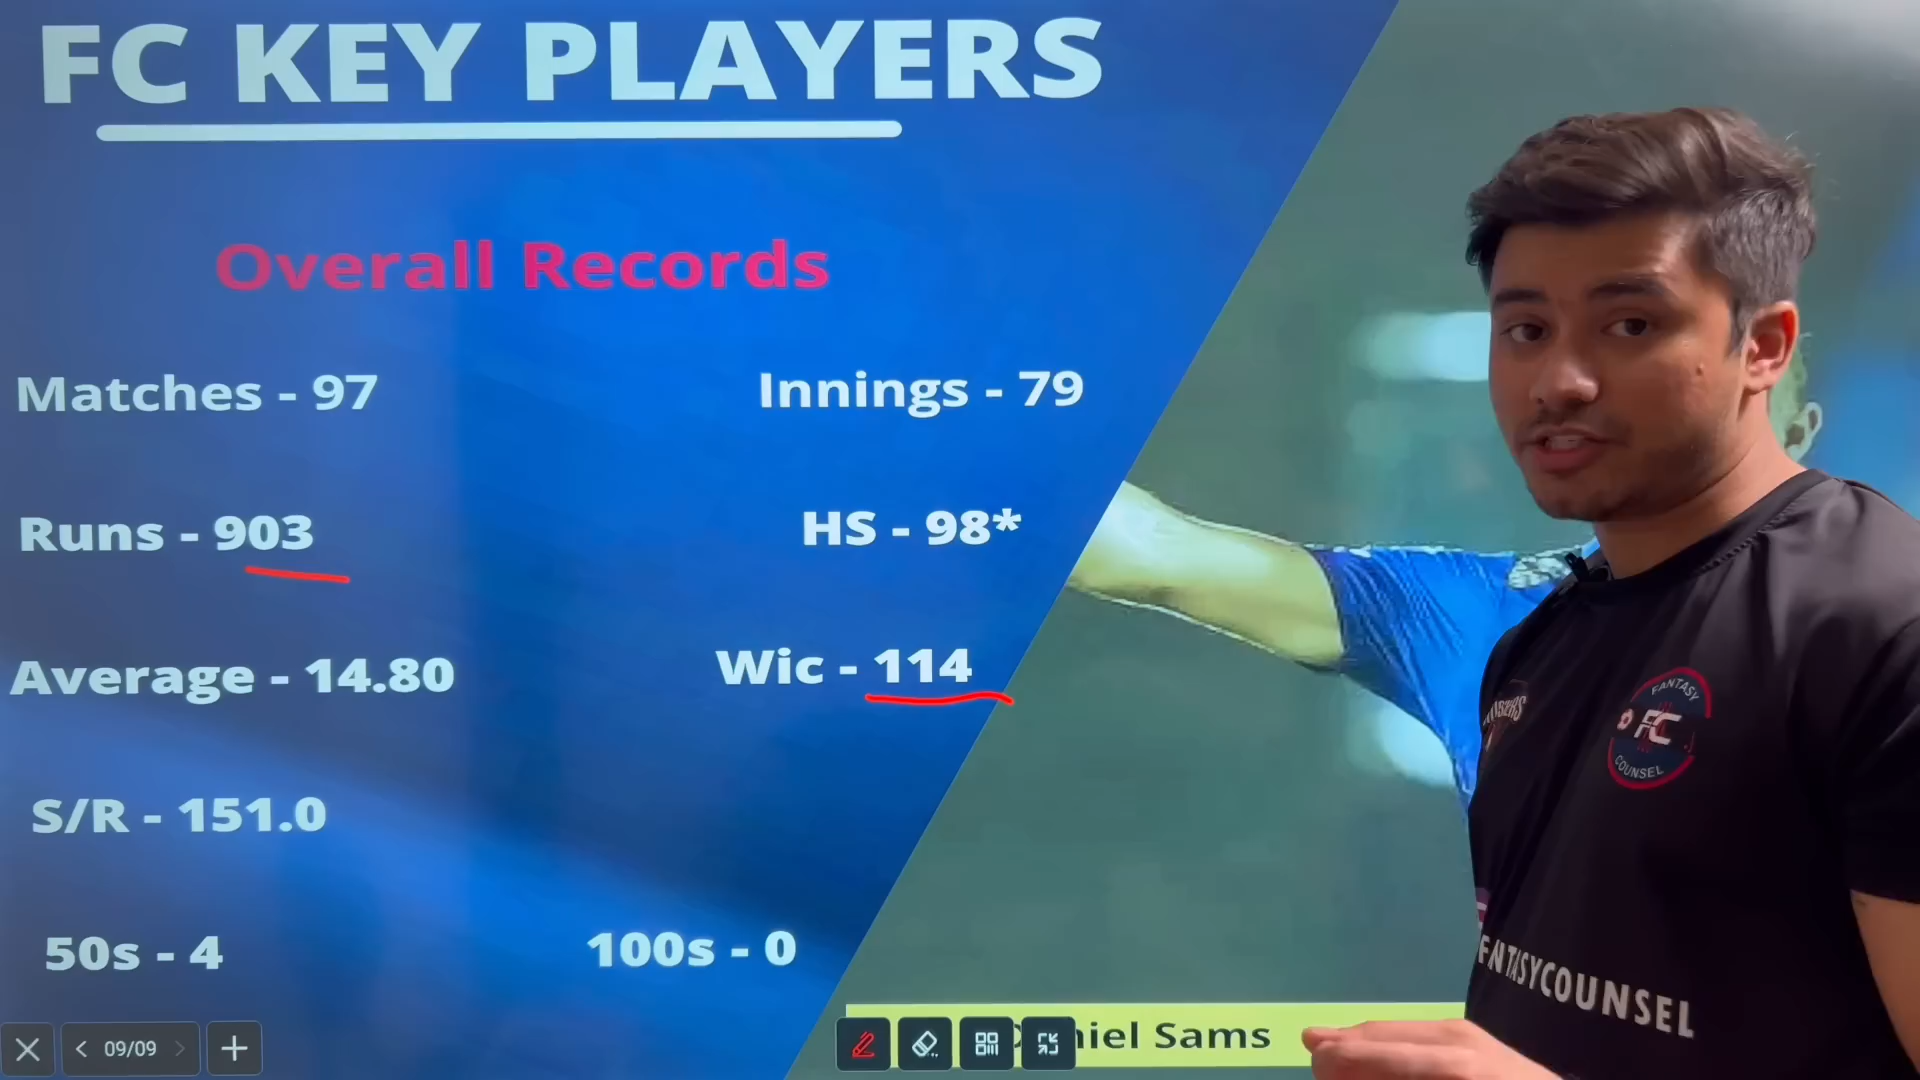 FC KEY PLAYERS
Overall Records
Matches - 97
Innings - 79
Runs - 903
HS - 98*
Average - 14.80
Wic - 114
S/R - 151.0
50s - 4
100s - 0
niel Sams
09/09
FANTASY
FC
COUNSEL
FANTASYCOUNSEL